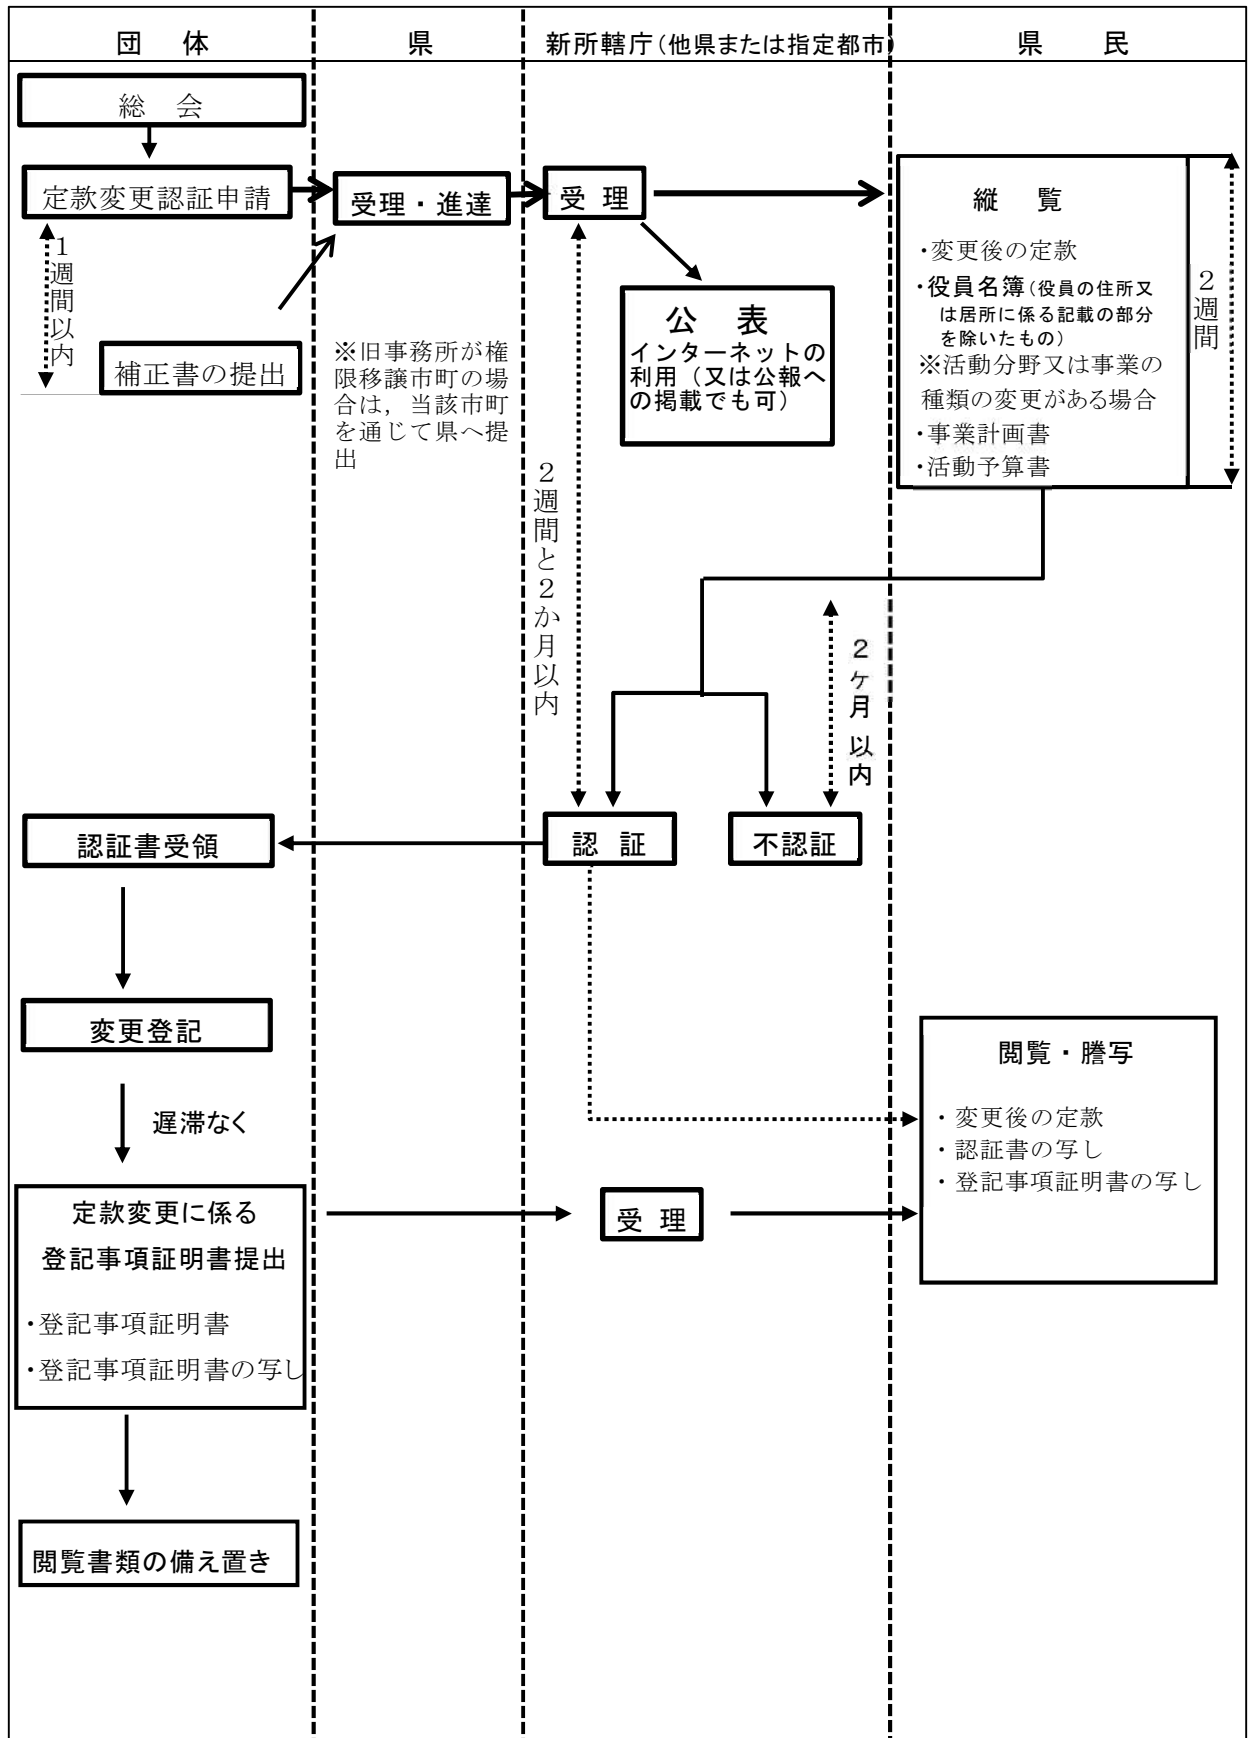 団　体
県
新所轄庁（他県または指定都市）
県　民
総　会
定款変更認証申請
受理・進達
受 理
縦　覧
・変更後の定款
・役員名簿（役員の住所又
は居所に係る記載の部分
を除いたもの）
※活動分野又は事業の
種類の変更がある場合
・事業計画書
・活動予算書
２週間
１週間以内
補正書の提出
※旧事務所が権
限移譲市町の場
合は，当該市町
を通じて県へ提
出
公　表
インターネットの
利用（又は公報へ
の掲載でも可）
２週間と２か月以内
２ヶ月以内
認証書受領
認 証
不認証
変更登記
遅滞なく
閲覧・謄写
・変更後の定款
・認証書の写し
・登記事項証明書の写し
定款変更に係る
登記事項証明書提出
・登記事項証明書
・登記事項証明書の写し
受 理
閲覧書類の備え置き